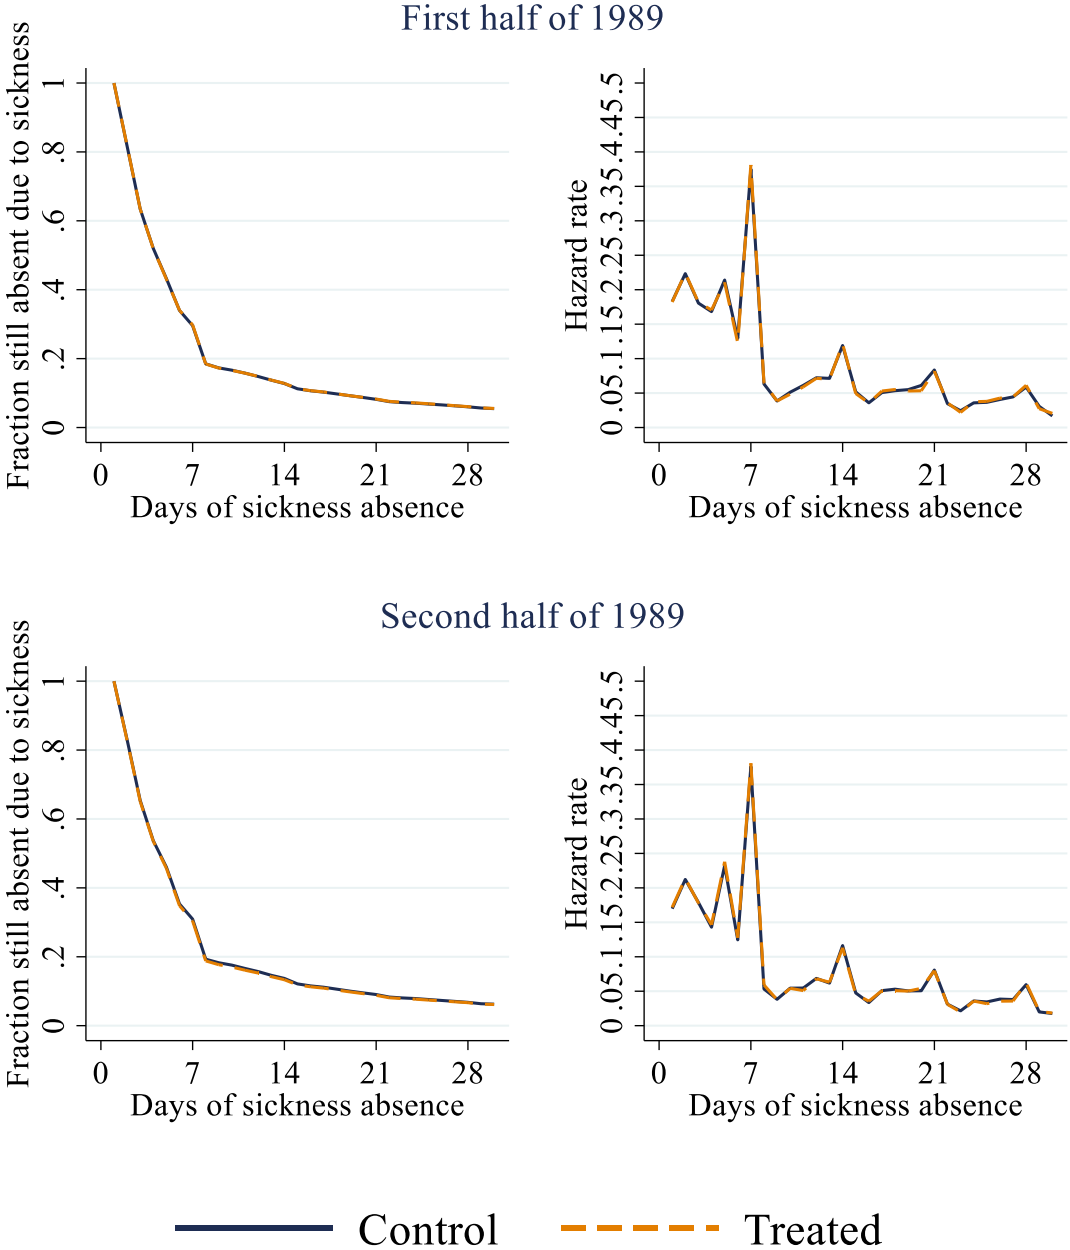 First half of 1989
Fraction still absent due to sickness
0 .2 .4 .6 .8 1
0 7 14 21 28
Days of sickness absence
Hazard rate
0 .05 .1 .15 .2 .25 .3 .35 .4 .45 .5
0 7 14 21 28
Days of sickness absence
Second half of 1989
Fraction still absent due to sickness
0 .2 .4 .6 .8 1
0 7 14 21 28
Days of sickness absence
Hazard rate
0 .05 .1 .15 .2 .25 .3 .35 .4 .45 .5
0 7 14 21 28
Days of sickness absence
Control Treated